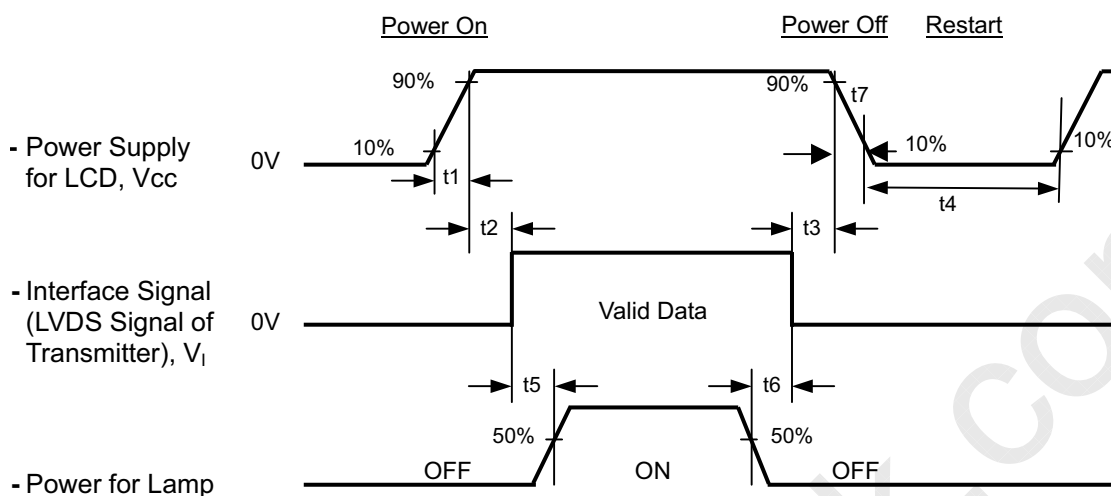 Power On
Power Off Restart
90%
90%
t7
- Power Supply
for LCD, Vcc
0V
10%
10%
10%
t1
t4
t2
t3
- Interface Signal
(LVDS Signal of
Transmitter), VI
0V
Valid Data
t5
t6
50%
50%
- Power for Lamp
OFF
ON
OFF